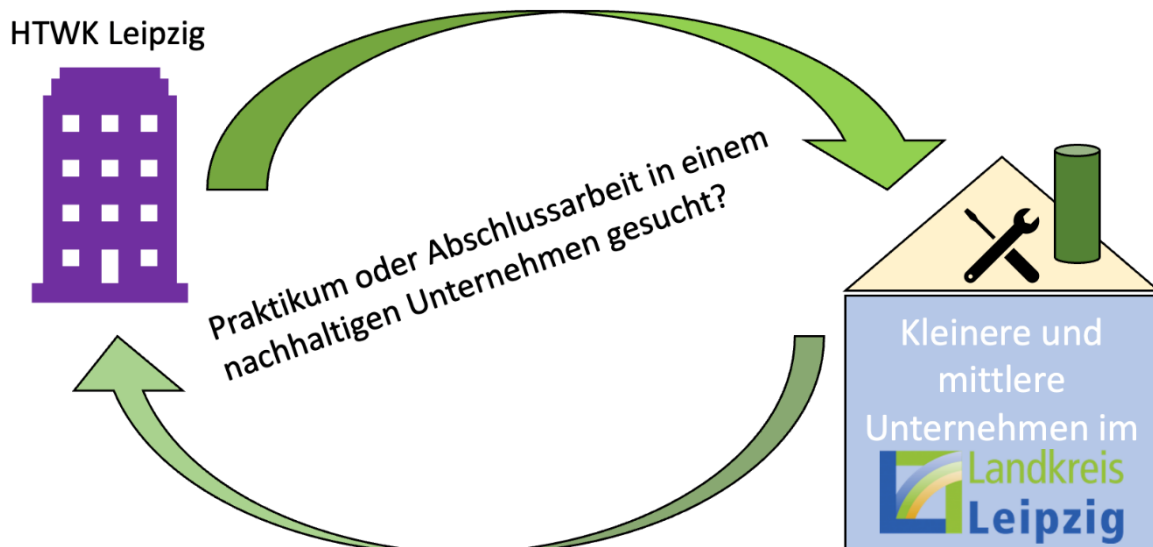 HTWK Leipzig
Praktikum oder Abschlussarbeit in einem
nachhaltigen Unternehmen gesucht?
Kleinere und
mittlere
Unternehmen im
Landkreis
Leipzig